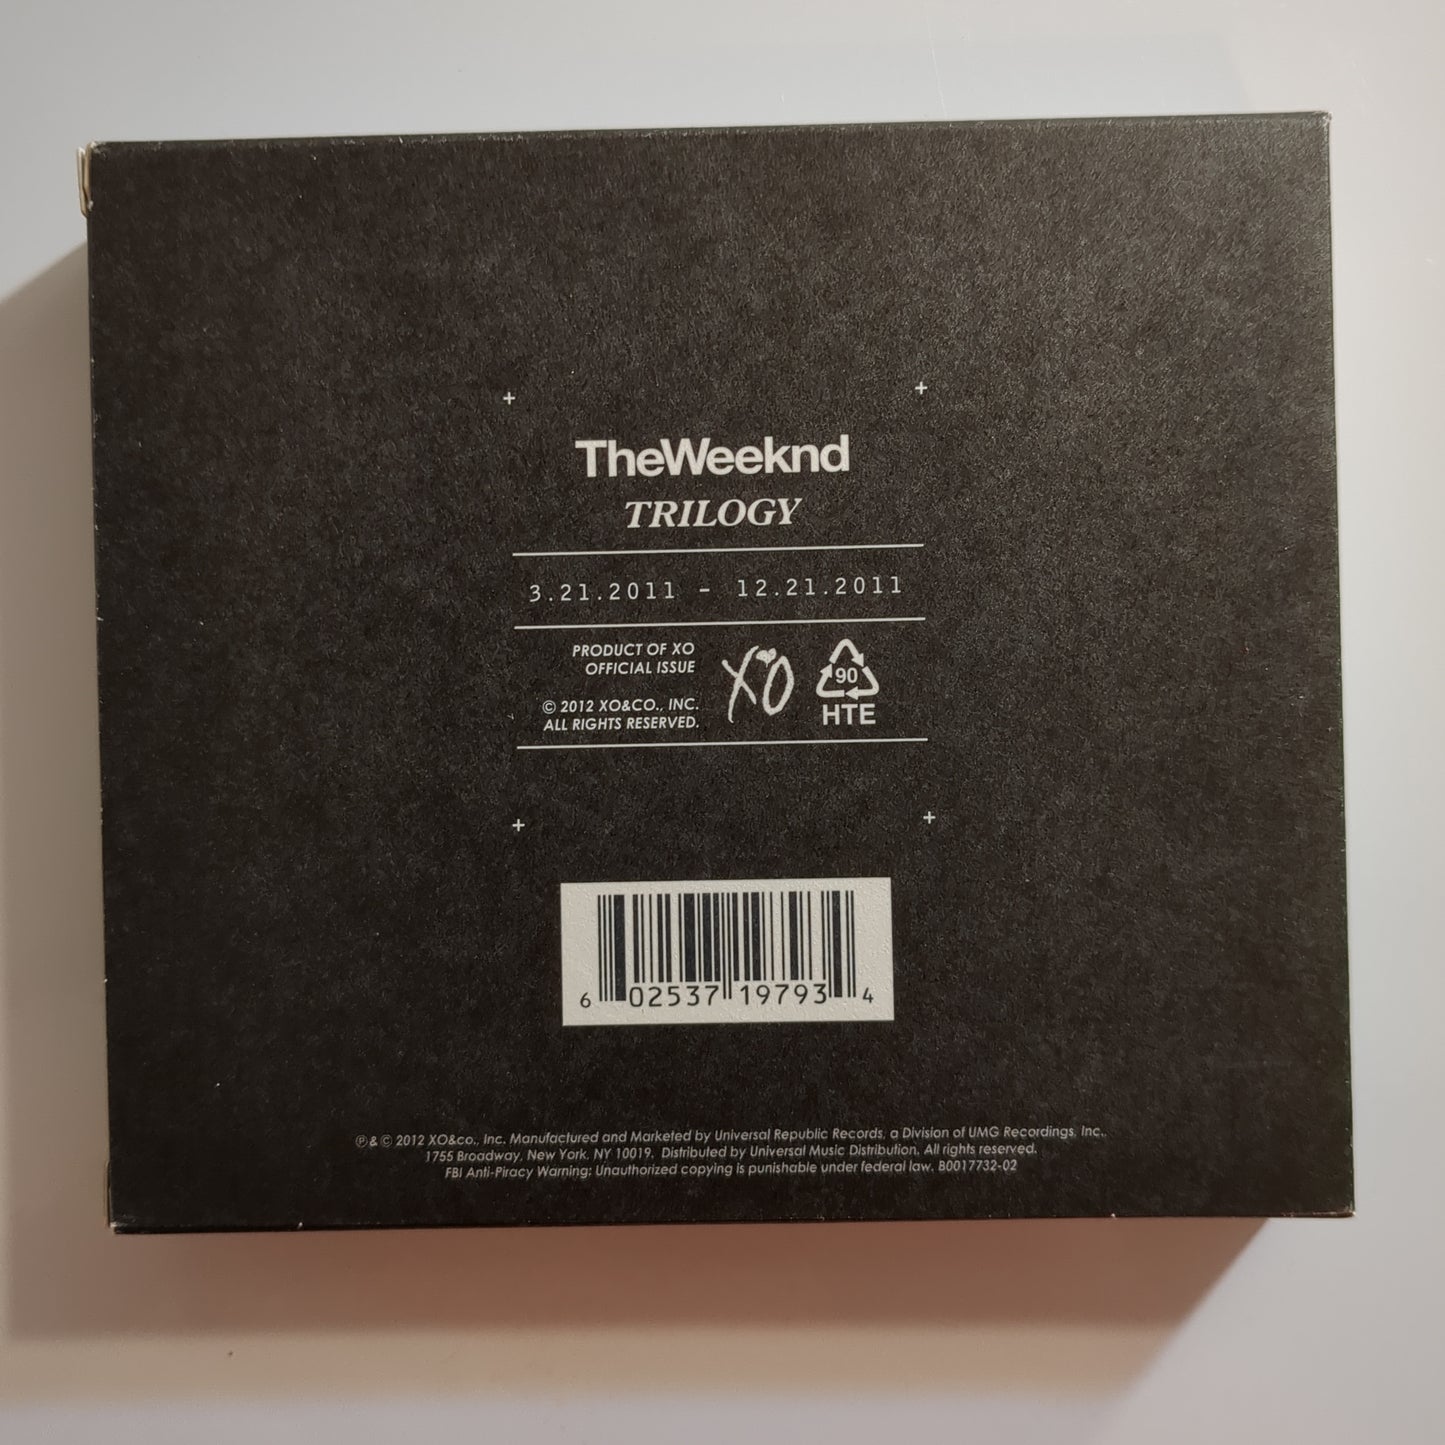 TheWeeknd
TRILOGY
3.21.2011 - 12.21.2011
PRODUCT OF XO
OFFICIAL ISSUE
© 2012 XO&CO., INC.
ALL RIGHTS RESERVED.
XO
90
HTE
6 02537 19793 4
℗ & © 2012 XO&co., Inc. Manufactured and Marketed by Universal Republic Records, a Division of UMG Recordings, Inc.,
1755 Broadway, New York, NY 10019. Distributed by Universal Music Distribution. All rights reserved.
FBI Anti-Piracy Warning: Unauthorized copying is punishable under federal law. B0017732-02